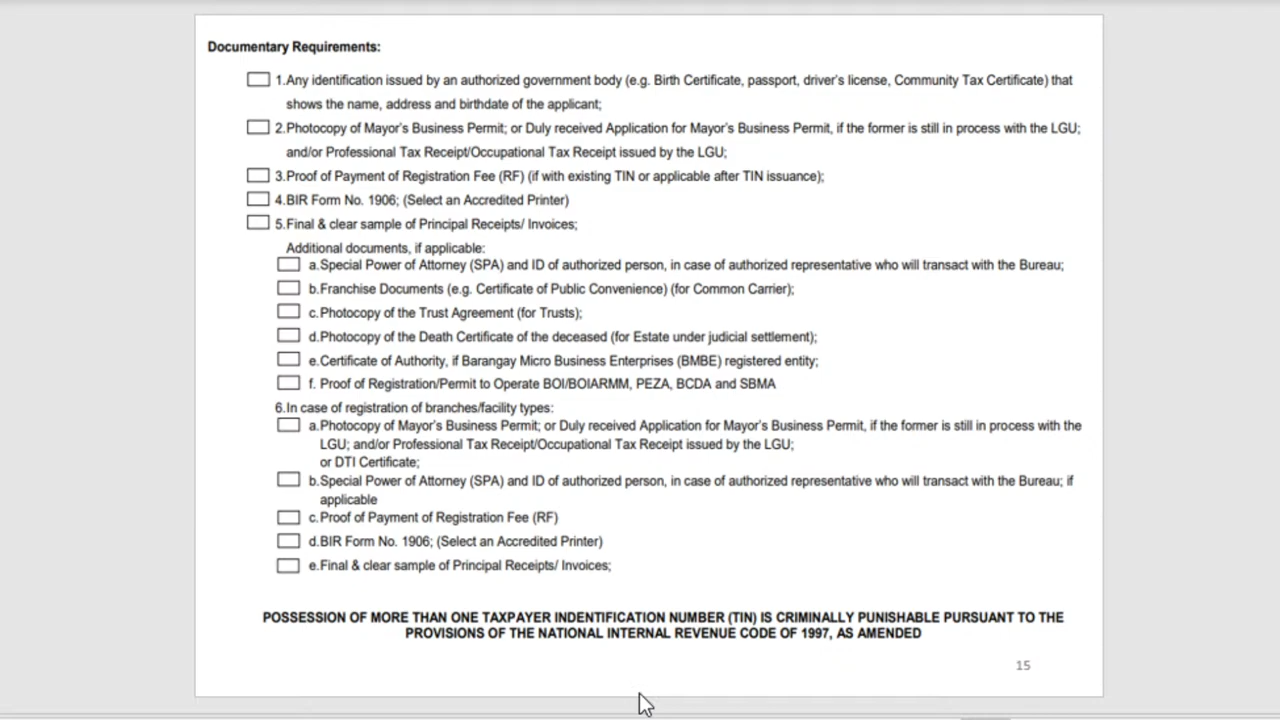 Documentary Requirements:
1.Any identification issued by an authorized government body (e.g. Birth Certificate, passport, driver's license, Community Tax Certificate) that
shows the name, address and birthdate of the applicant;
2.Photocopy of Mayor's Business Permit; or Duly received Application for Mayor's Business Permit, if the former is still in process with the LGU;
and/or Professional Tax Receipt/Occupational Tax Receipt issued by the LGU;
3.Proof of Payment of Registration Fee (RF) (if with existing TIN or applicable after TIN issuance);
4.BIR Form No. 1906; (Select an Accredited Printer)
5.Final & clear sample of Principal Receipts/ Invoices;
Additional documents, if applicable:
a.Special Power of Attorney (SPA) and ID of authorized person, in case of authorized representative who will transact with the Bureau;
b.Franchise Documents (e.g. Certificate of Public Convenience) (for Common Carrier);
c.Photocopy of the Trust Agreement (for Trusts);
d.Photocopy of the Death Certificate of the deceased (for Estate under judicial settlement);
e.Certificate of Authority, if Barangay Micro Business Enterprises (BMBE) registered entity;
f. Proof of Registration/Permit to Operate BOI/BOIARMM, PEZA, BCDA and SBMA
6.In case of registration of branches/facility types:
a.Photocopy of Mayor's Business Permit; or Duly received Application for Mayor's Business Permit, if the former is still in process with the
LGU; and/or Professional Tax Receipt/Occupational Tax Receipt issued by the LGU;
or DTI Certificate;
b.Special Power of Attorney (SPA) and ID of authorized person, in case of authorized representative who will transact with the Bureau; if
applicable
c.Proof of Payment of Registration Fee (RF)
d.BIR Form No. 1906; (Select an Accredited Printer)
e.Final & clear sample of Principal Receipts/ Invoices;
POSSESSION OF MORE THAN ONE TAXPAYER INDENTIFICATION NUMBER (TIN) IS CRIMINALLY PUNISHABLE PURSUANT TO THE
PROVISIONS OF THE NATIONAL INTERNAL REVENUE CODE OF 1997, AS AMENDED
15